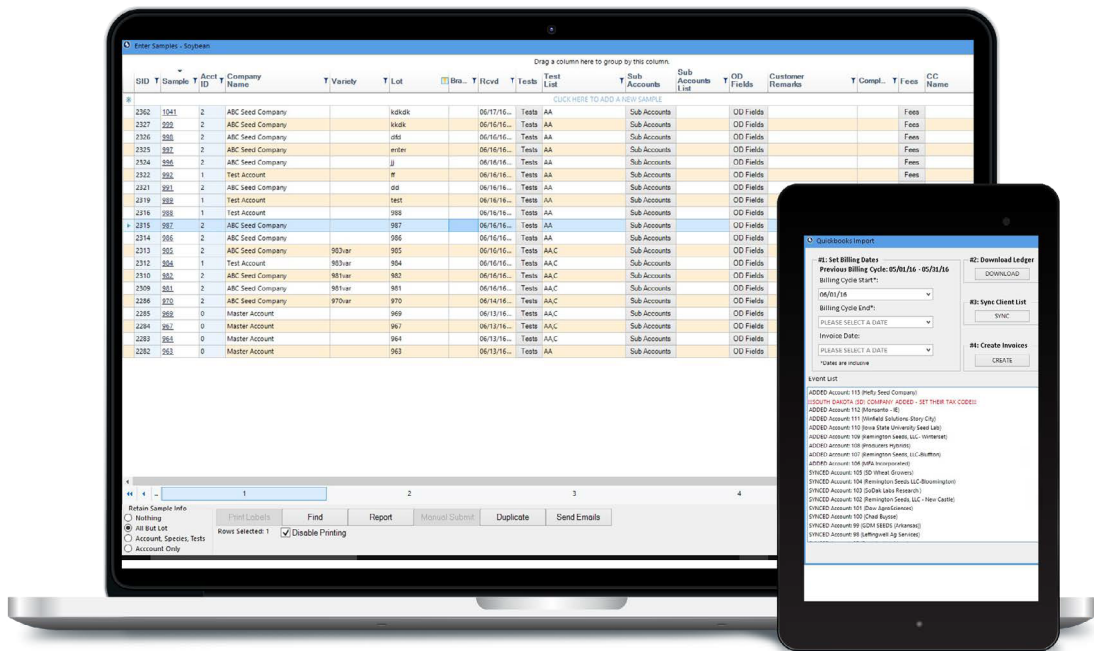 Enter Samples - Soybean
Drag a column here to group by this column.
SID Sample Acct ID Company Name Variety Lot Bra... Rcvd Tests Test List Sub Accounts Sub Accounts List OD Fields Customer Remarks Compl... Fees CC Name
CLICK HERE TO ADD A NEW SAMPLE
2362 1041 2 ABC Seed Company kdkdk 06/17/16... Tests AA Sub Accounts OD Fields Fees
2327 999 2 ABC Seed Company kkdk 06/16/16... Tests AA Sub Accounts OD Fields Fees
2326 998 2 ABC Seed Company dfd 06/16/16... Tests AA Sub Accounts OD Fields Fees
2325 997 2 ABC Seed Company enter 06/16/16... Tests AA Sub Accounts OD Fields Fees
2324 996 2 ABC Seed Company jj 06/16/16... Tests AA Sub Accounts OD Fields Fees
2322 992 1 Test Account ff 06/16/16... Tests AA Sub Accounts OD Fields Fees
2321 991 2 ABC Seed Company dd 06/16/16... Tests AA Sub Accounts OD Fields
2319 989 1 Test Account test 06/16/16... Tests AA Sub Accounts OD Fields
2316 988 1 Test Account 988 06/16/16... Tests AA Sub Accounts OD Fields
2315 987 2 ABC Seed Company 987 06/16/16... Tests AA Sub Accounts OD Fields
2314 986 2 ABC Seed Company 986 06/16/16... Tests AA Sub Accounts OD Fields
2313 985 2 ABC Seed Company 983var 985 06/16/16... Tests AA,C Sub Accounts OD Fields
2312 984 1 Test Account 983var 984 06/16/16... Tests AA,C Sub Accounts OD Fields
2310 982 2 ABC Seed Company 981var 982 06/16/16... Tests AA,C Sub Accounts OD Fields
2309 981 2 ABC Seed Company 981var 981 06/16/16... Tests AA,C Sub Accounts OD Fields
2286 970 2 ABC Seed Company 970var 970 06/14/16... Tests AA,C Sub Accounts OD Fields
2285 969 0 Master Account 969 06/13/16... Tests AA,C Sub Accounts OD Fields
2284 967 0 Master Account 967 06/13/16... Tests AA,C Sub Accounts OD Fields
2283 964 0 Master Account 964 06/13/16... Tests AA,C Sub Accounts OD Fields
2282 963 0 Master Account 963 06/13/16... Tests AA Sub Accounts OD Fields
1 2 3 4
Retain Sample Info
Nothing
All But Lot
Account, Species, Tests
Acccount Only
Print Labels Find Report Manual Submit Duplicate Send Emails
Rows Selected: 1 Disable Printing
Quickbooks Import
#1: Set Billing Dates
Previous Billing Cycle: 05/01/16 - 05/31/16
Billing Cycle Start*:
06/01/16
Billing Cycle End*:
PLEASE SELECT A DATE
Invoice Date:
PLEASE SELECT A DATE
*Dates are inclusive
#2: Download Ledger
DOWNLOAD
#3: Sync Client List
SYNC
#4: Create Invoices
CREATE
Event List
ADDED Account: 113 (Hefty Seed Company)
!!!SOUTH DAKOTA (SD) COMPANY ADDED - SET THEIR TAX CODE!!!
ADDED Account: 112 (Monsanto - IE)
ADDED Account: 111 (Winfield Solutions-Story City)
ADDED Account: 110 (Iowa State University Seed Lab)
ADDED Account: 109 (Remington Seeds, LLC- Winterset)
ADDED Account: 108 (Producers Hybrids)
ADDED Account: 107 (Remington Seeds, LLC-Bluffton)
ADDED Account: 106 (MFA Incorporated)
SYNCED Account: 105 (SD Wheat Growers)
SYNCED Account: 104 (Remington Seeds LLC-Bloomington)
SYNCED Account: 103 (SoDak Labs Research )
SYNCED Account: 102 (Remington Seeds, LLC - New Castle)
SYNCED Account: 101 (Dow AgroSciences)
SYNCED Account: 100 (Chad Buysse)
SYNCED Account: 99 (GDM SEEDS (Arkansas))
SYNCED Account: 98 (Leffingwell Ag Services)